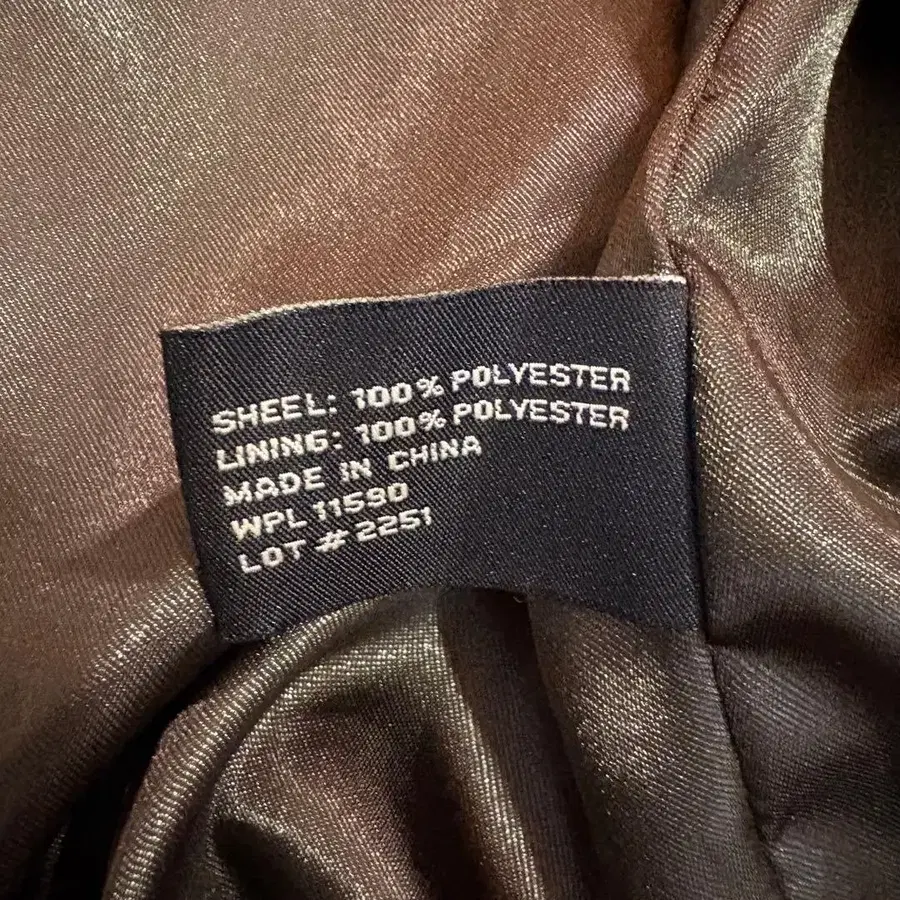 SHEEL: 100% POLYESTER
LINING: 100% POLYESTER
MADE IN CHINA
WPL 11590
LOT # 2251